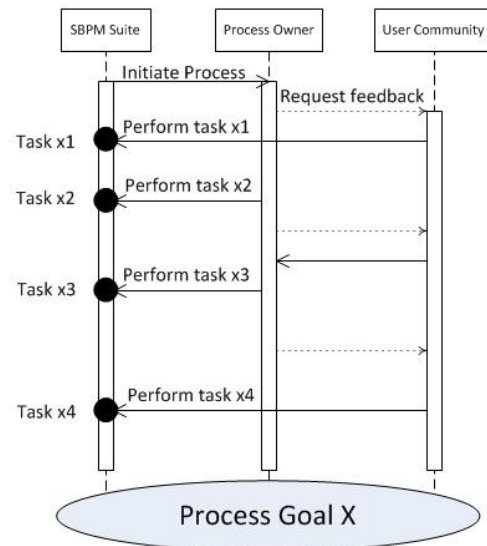 SBPM Suite
Process Owner
User Community
Initiate Process
Request feedback
Perform task x1
Task x1
Perform task x2
Task x2
Perform task x3
Task x3
Perform task x4
Task x4
Process Goal X